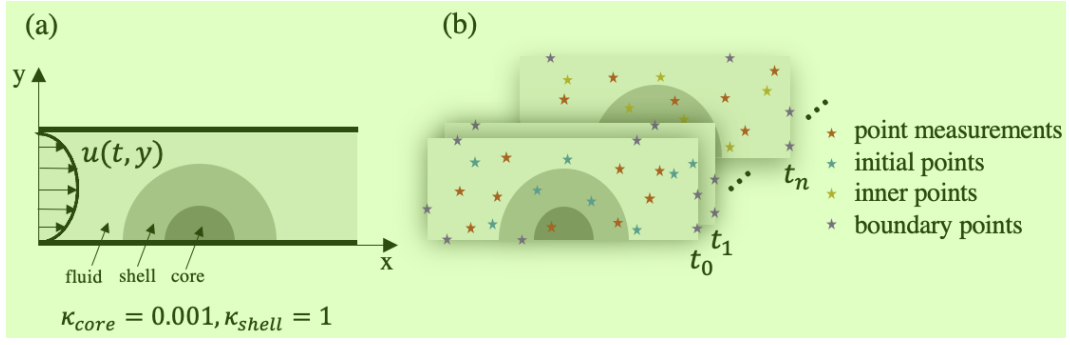 (a)
y
u(t, y)
x
fluid shell core
κ_core = 0.001, κ_shell = 1
(b)
t_0
t_1
t_n
point measurements
initial points
inner points
boundary points